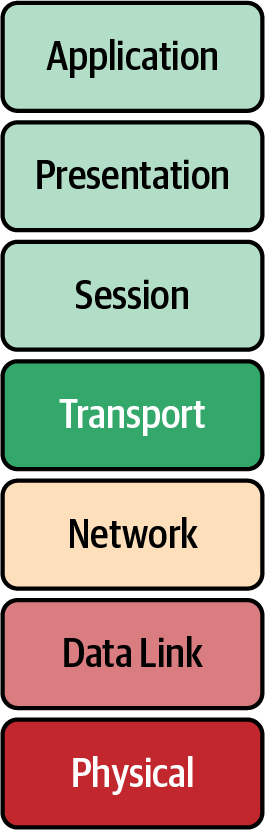 Application
Presentation
Session
Transport
Network
Data Link
Physical